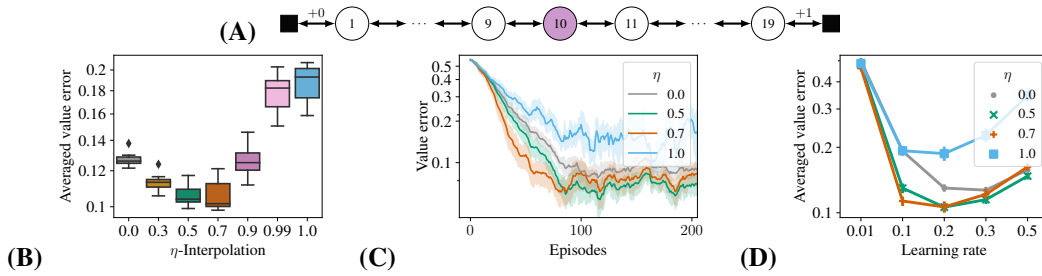 (A)
+0
1
...
9
10
11
...
19
+1
(B)
Averaged value error
0.2
0.18
0.16
0.14
0.12
0.1
0.0 0.3 0.5 0.7 0.9 0.99 1.0
η-Interpolation
(C)
Value error
0.5
0.4
0.3
0.2
0.1
0 100 200
Episodes
η
0.0
0.5
0.7
1.0
(D)
Averaged value error
0.3
0.2
0.1
0.01 0.1 0.2 0.3 0.5
Learning rate
η
0.0
0.5
0.7
1.0